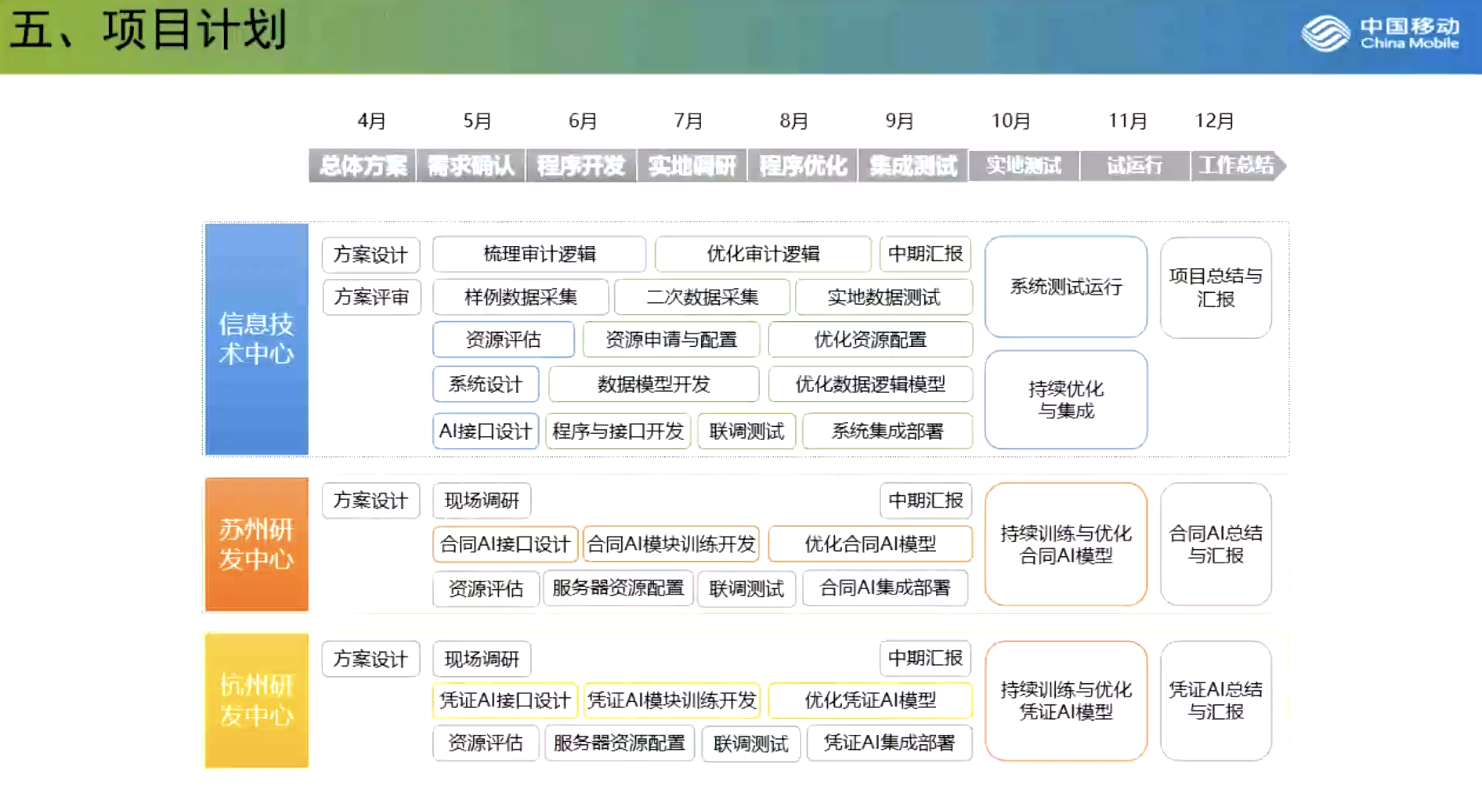 五、项目计划
中国移动
China Mobile
4月 5月 6月 7月 8月 9月 10月 11月 12月
总体方案 需求确认 程序开发 实地调研 程序优化 集成测试 实地测试 试运行 工作总结
信息技
术中心
方案设计 梳理审计逻辑 优化审计逻辑 中期汇报
方案评审 样例数据采集 二次数据采集 实地数据测试
资源评估 资源申请与配置 优化资源配置
系统设计 数据模型开发 优化数据逻辑模型
AI接口设计 程序与接口开发 联调测试 系统集成部署
系统测试运行
持续优化
与集成
项目总结与
汇报
苏州研
发中心
方案设计 现场调研 中期汇报
合同AI接口设计 合同AI模块训练开发 优化合同AI模型
资源评估 服务器资源配置 联调测试 合同AI集成部署
持续训练与优化
合同AI模型
合同AI总结
与汇报
杭州研
发中心
方案设计 现场调研 中期汇报
凭证AI接口设计 凭证AI模块训练开发 优化凭证AI模型
资源评估 服务器资源配置 联调测试 凭证AI集成部署
持续训练与优化
凭证AI模型
凭证AI总结
与汇报